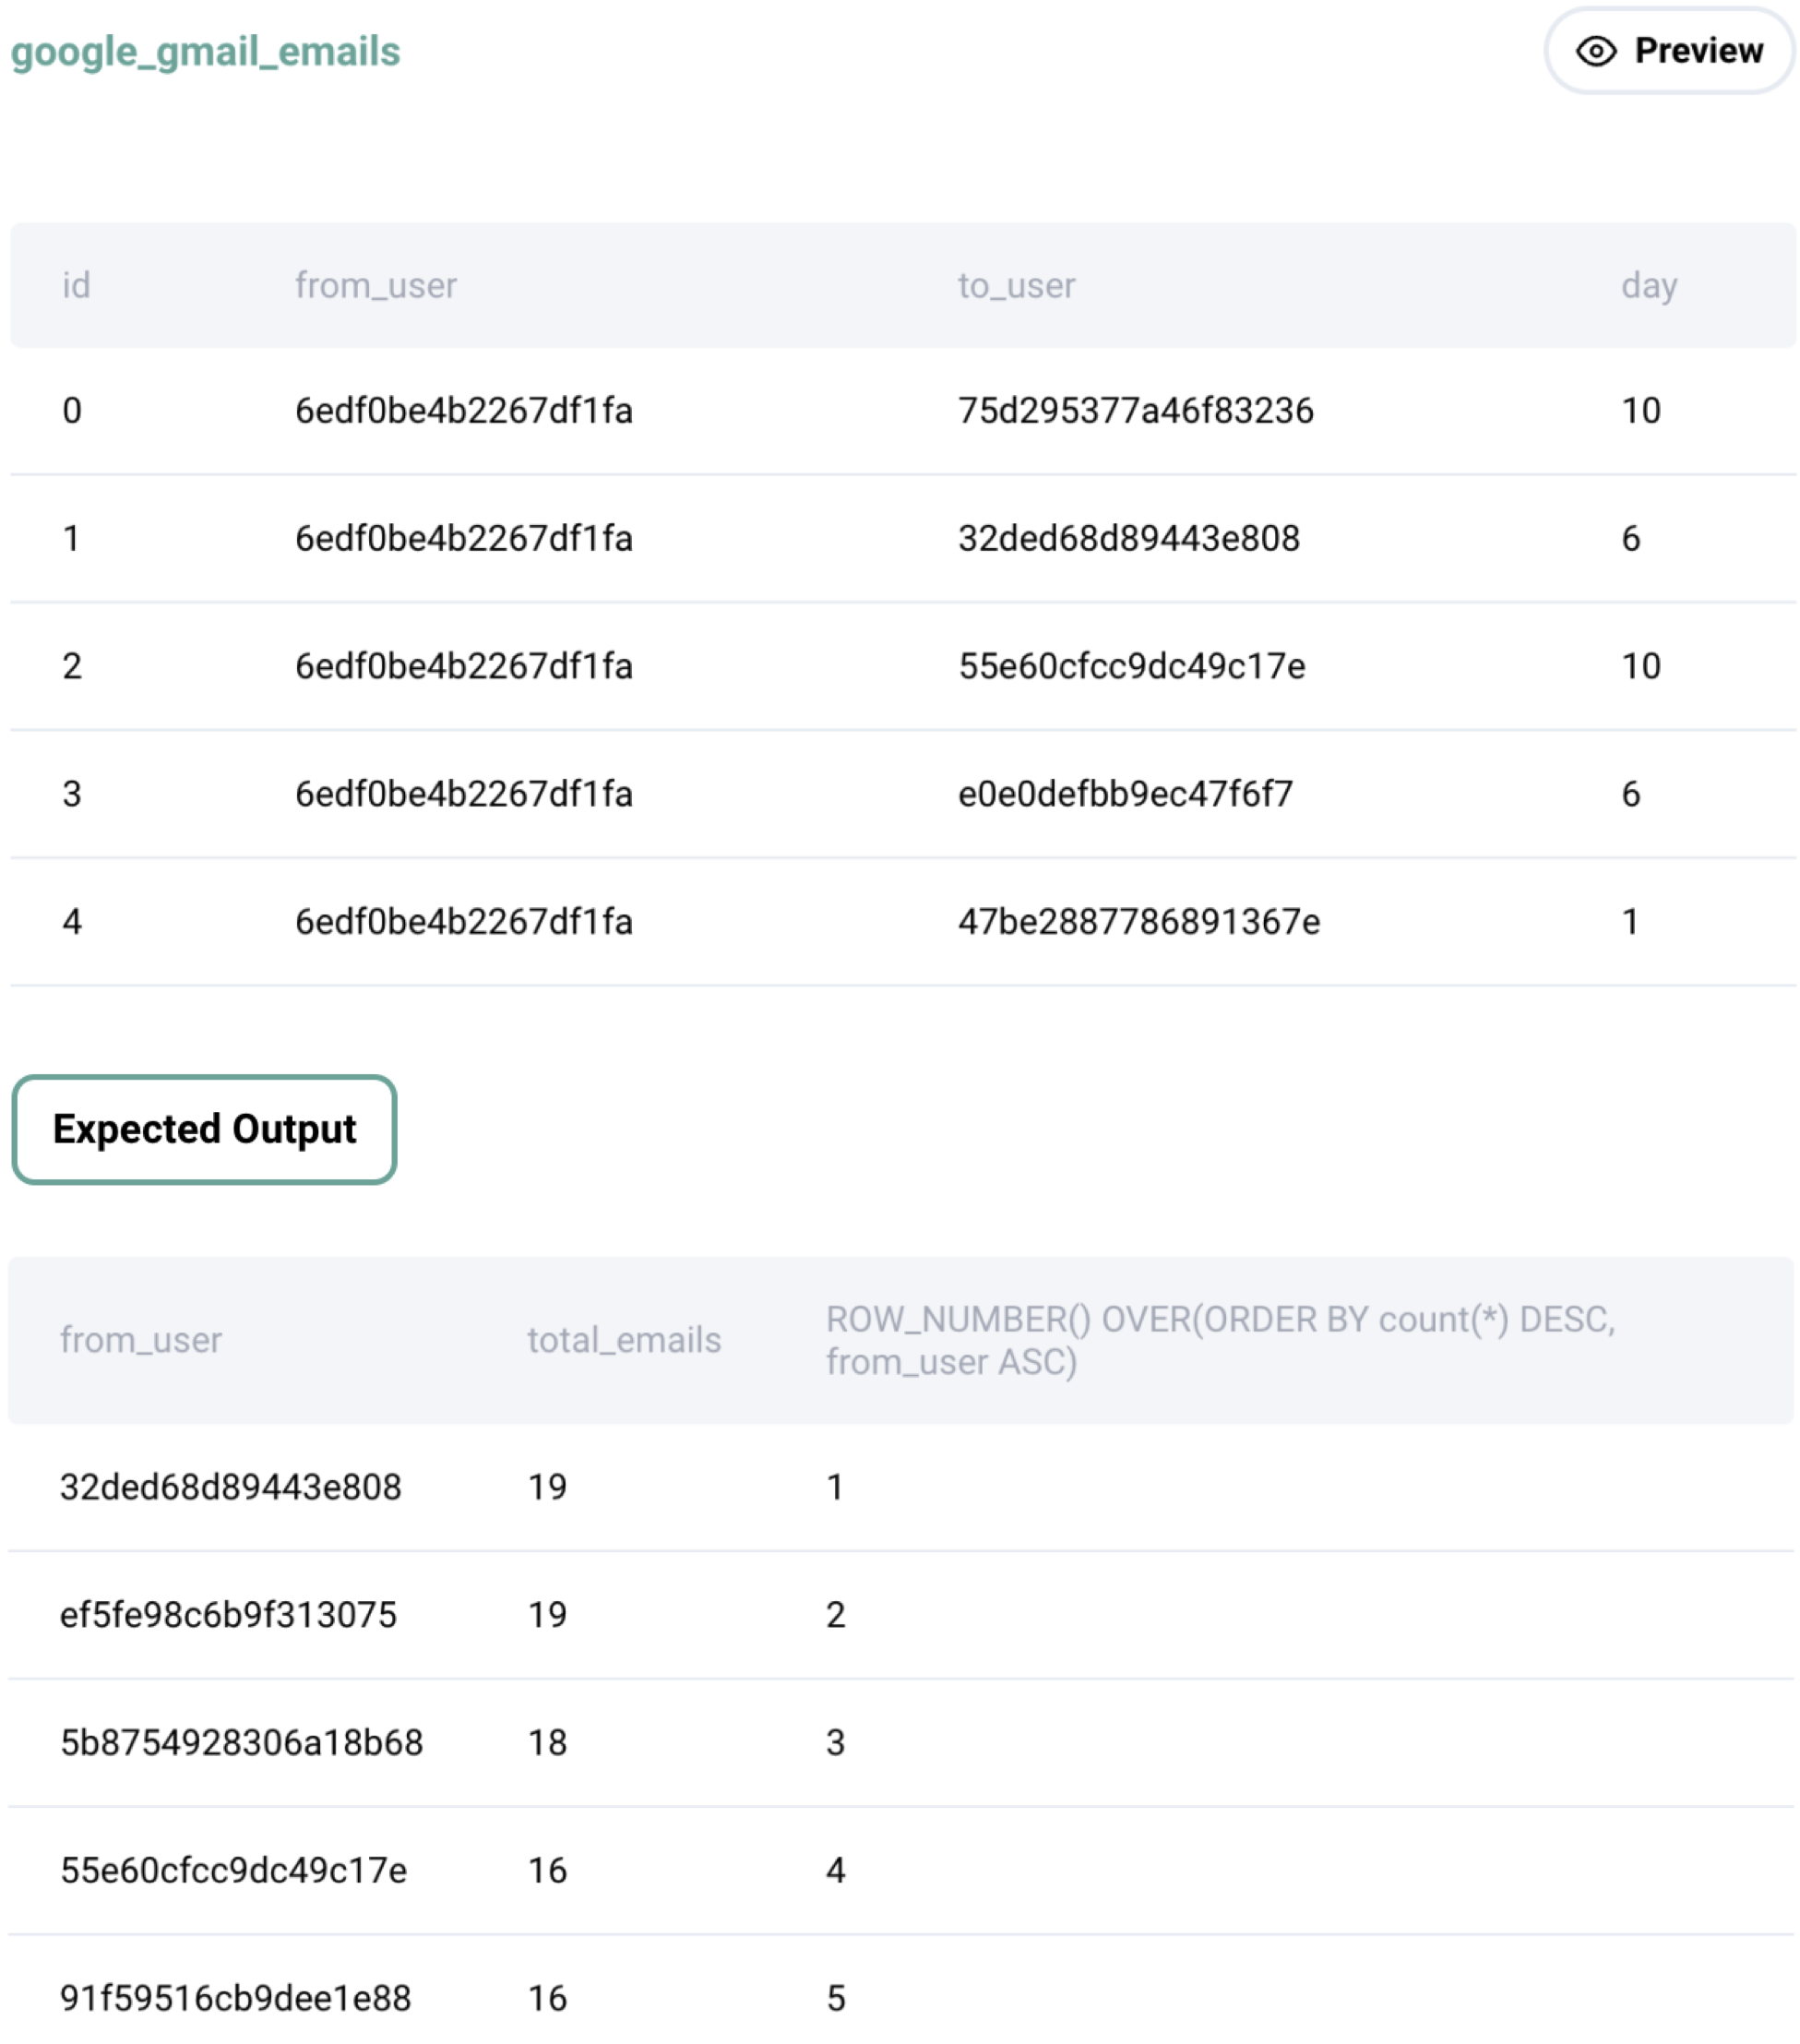 google_gmail_emails
Preview
id from_user to_user day
0 6edf0be4b2267df1fa 75d295377a46f83236 10
1 6edf0be4b2267df1fa 32ded68d89443e808 6
2 6edf0be4b2267df1fa 55e60cfcc9dc49c17e 10
3 6edf0be4b2267df1fa e0e0defbb9ec47f6f7 6
4 6edf0be4b2267df1fa 47be2887786891367e 1
Expected Output
from_user total_emails ROW_NUMBER() OVER(ORDER BY count(*) DESC,
from_user ASC)
32ded68d89443e808 19 1
ef5fe98c6b9f313075 19 2
5b8754928306a18b68 18 3
55e60cfcc9dc49c17e 16 4
91f59516cb9dee1e88 16 5